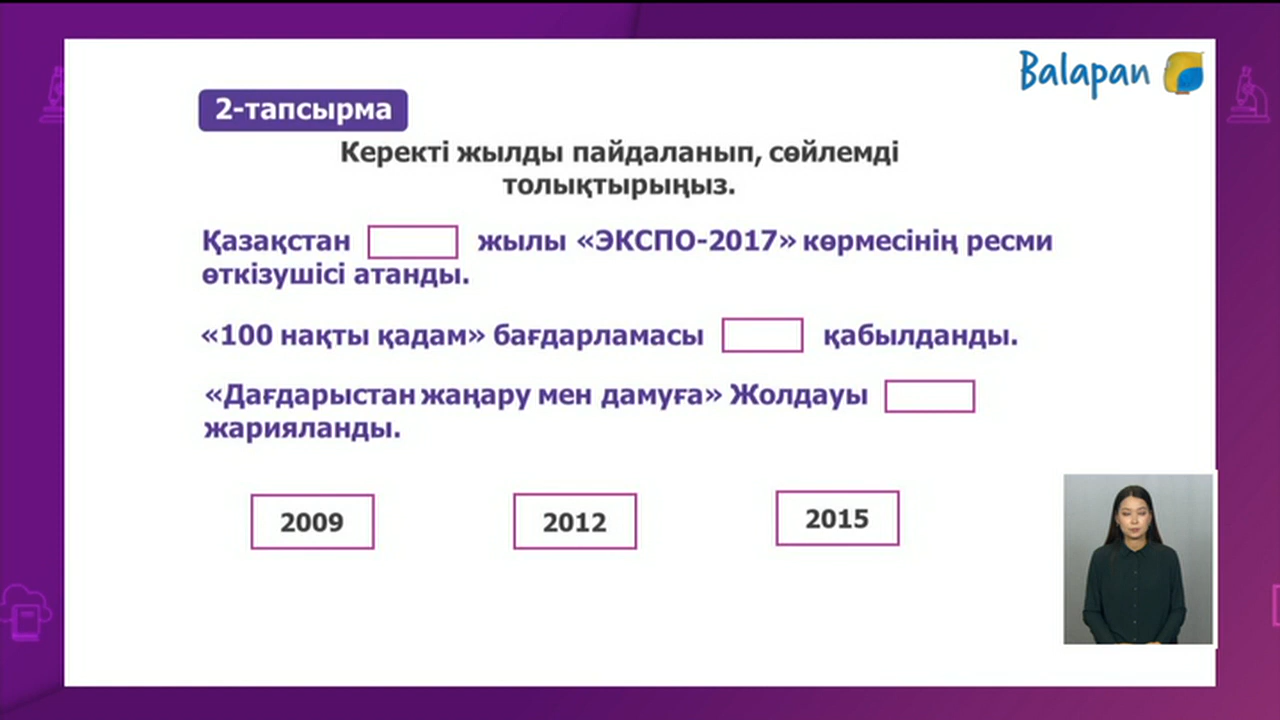 Balapan
2-тапсырма
Керекті жылды пайдаланып, сөйлемді
толықтырыңыз.
Қазақстан жылы «ЭКСПО-2017» көрмесінің ресми
өткізушісі атанды.
«100 нақты қадам» бағдарламасы қабылданды.
«Дағдарыстан жаңару мен дамуға» Жолдауы
жарияланды.
2009 2012 2015